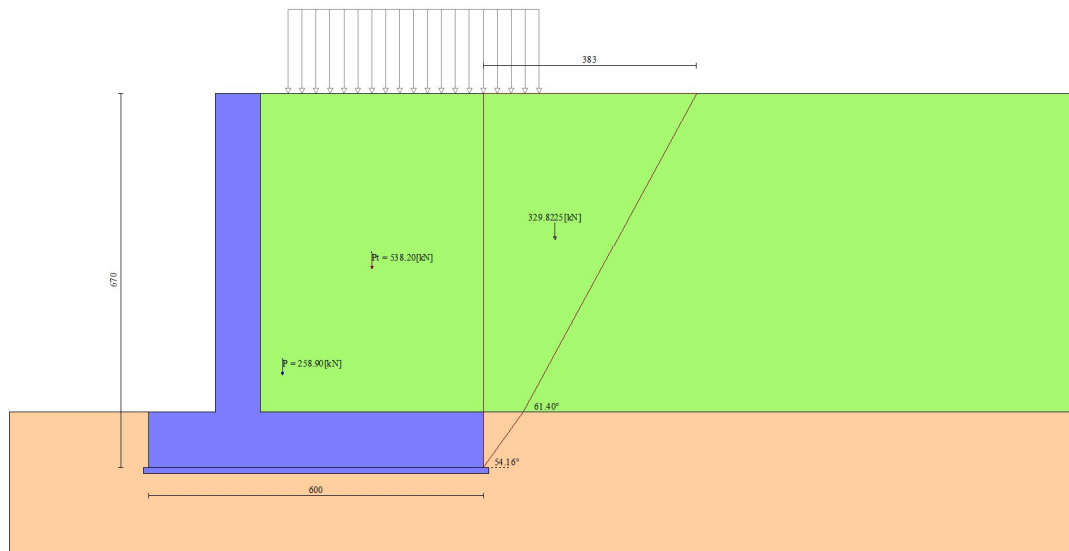 383
329.8225[kN]
Pt = 538.20[kN]
670
P = 258.90[kN]
61.40°
54.16°
600